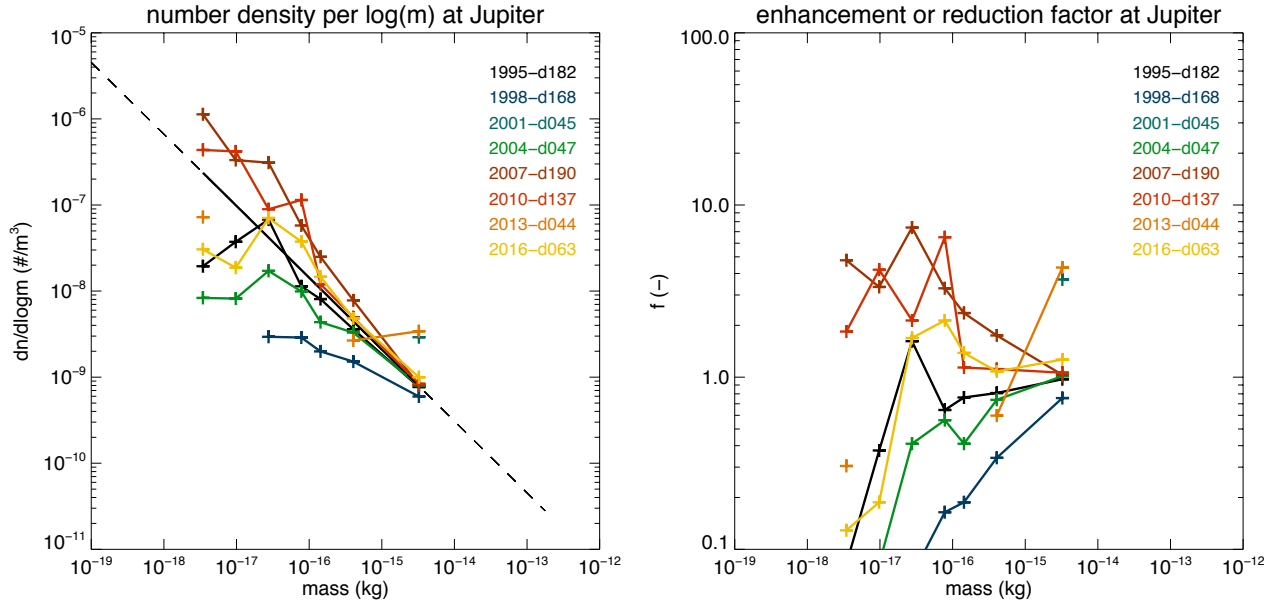 number density per log(m) at Jupiter
10⁻⁵
10⁻⁶
10⁻⁷
10⁻⁸
10⁻⁹
10⁻¹⁰
10⁻¹¹
dn/dlogm (#/m³)
1995−d182
1998−d168
2001−d045
2004−d047
2007−d190
2010−d137
2013−d044
2016−d063
10⁻¹⁹ 10⁻¹⁸ 10⁻¹⁷ 10⁻¹⁶ 10⁻¹⁵ 10⁻¹⁴ 10⁻¹³ 10⁻¹²
mass (kg)
enhancement or reduction factor at Jupiter
100.0
10.0
1.0
0.1
f (−)
1995−d182
1998−d168
2001−d045
2004−d047
2007−d190
2010−d137
2013−d044
2016−d063
10⁻¹⁹ 10⁻¹⁸ 10⁻¹⁷ 10⁻¹⁶ 10⁻¹⁵ 10⁻¹⁴ 10⁻¹³ 10⁻¹²
mass (kg)